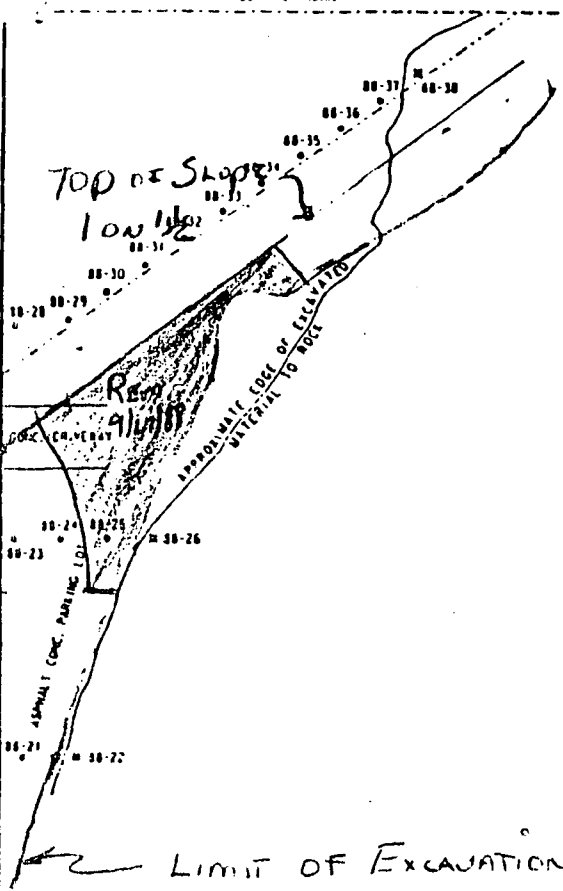 88-37
88-38
88-36
88-35
TOP OF SLOPE
88-33
1 ON 1½
88-31
88-30
88-29
88-28
APPROXIMATE EDGE OF EXCAVATED
MATERIAL TO ROCK
CONC.
88-24
88-25
88-26
88-23
ASPHALT CONC. PARKING LOT
88-21
88-22
LIMIT OF EXCAVATION